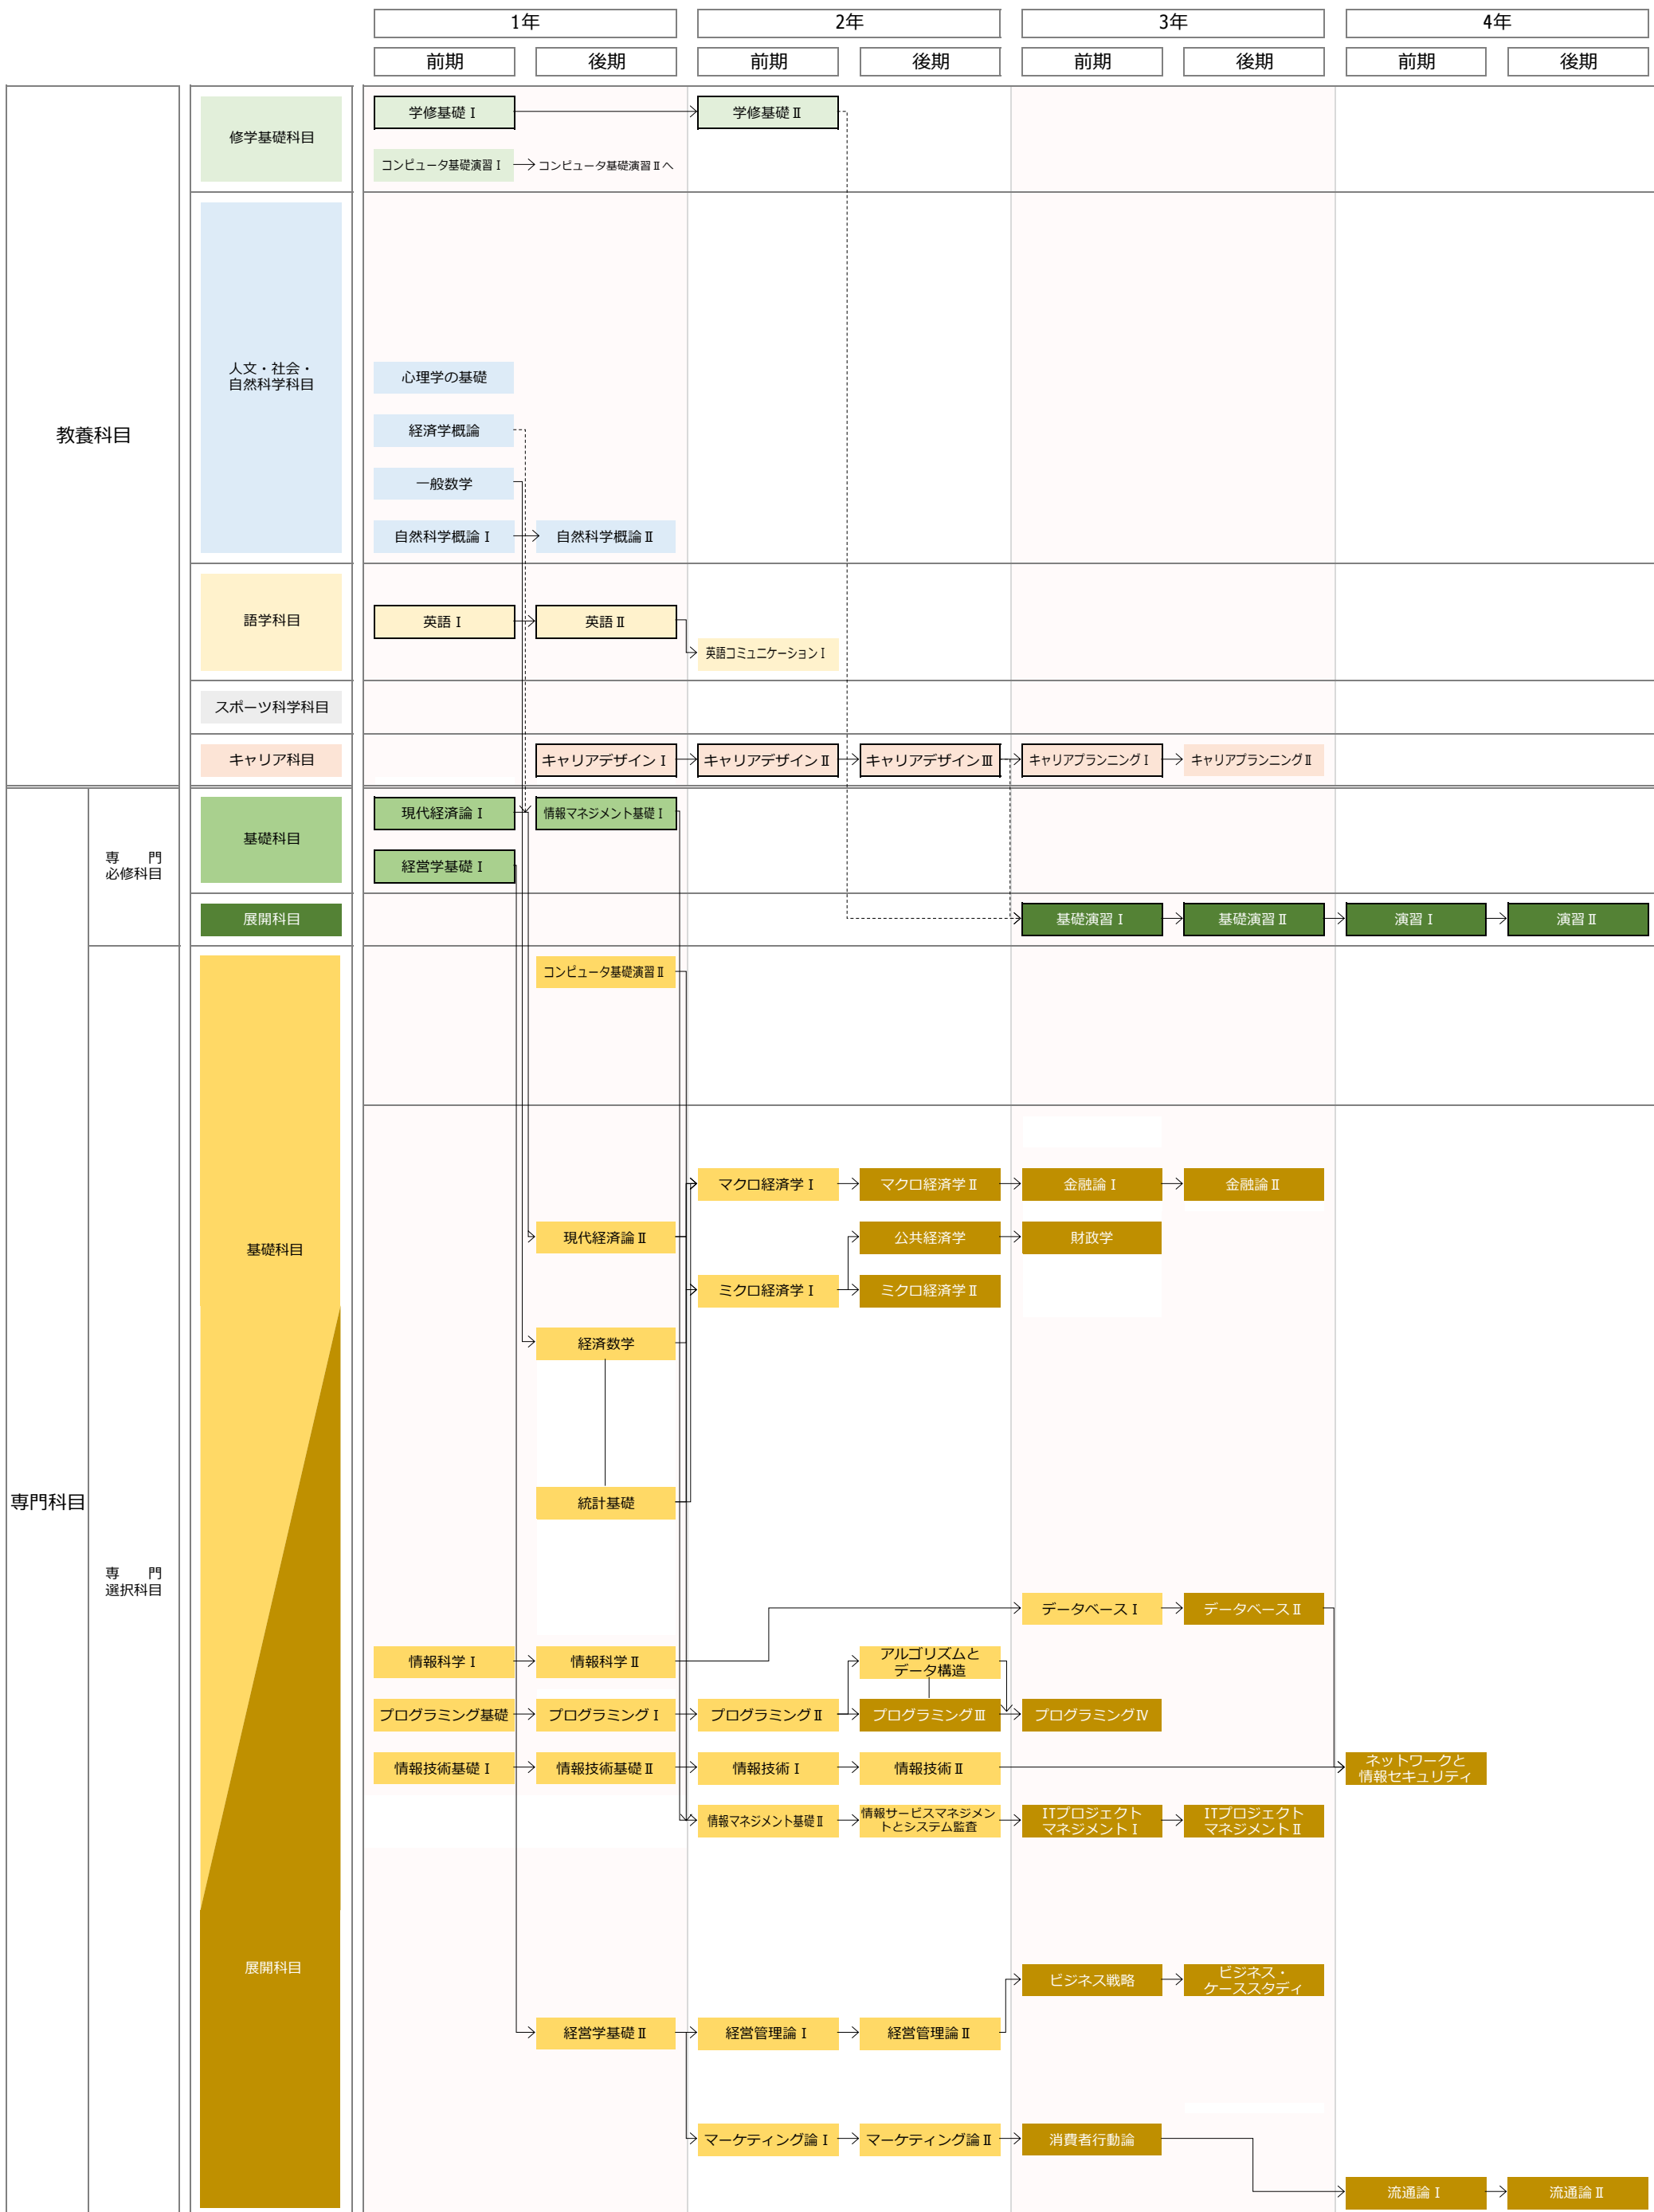 1年
2年
3年
4年
前期
後期
前期
後期
前期
後期
前期
後期
教養科目
修学基礎科目
学修基礎Ⅰ
学修基礎Ⅱ
コンピュータ基礎演習Ⅰ
コンピュータ基礎演習Ⅱへ
人文・社会・
自然科学科目
心理学の基礎
経済学概論
一般数学
自然科学概論Ⅰ
自然科学概論Ⅱ
語学科目
英語Ⅰ
英語Ⅱ
英語コミュニケーションⅠ
スポーツ科学科目
キャリア科目
キャリアデザインⅠ
キャリアデザインⅡ
キャリアデザインⅢ
キャリアプランニングⅠ
キャリアプランニングⅡ
専門科目
専　　門
必修科目
基礎科目
現代経済論Ⅰ
情報マネジメント基礎Ⅰ
経営学基礎Ⅰ
展開科目
基礎演習Ⅰ
基礎演習Ⅱ
演習Ⅰ
演習Ⅱ
専　　門
選択科目
基礎科目
コンピュータ基礎演習Ⅱ
マクロ経済学Ⅰ
マクロ経済学Ⅱ
金融論Ⅰ
金融論Ⅱ
現代経済論Ⅱ
公共経済学
財政学
ミクロ経済学Ⅰ
ミクロ経済学Ⅱ
経済数学
統計基礎
データベースⅠ
データベースⅡ
情報科学Ⅰ
情報科学Ⅱ
アルゴリズムと
データ構造
プログラミング基礎
プログラミングⅠ
プログラミングⅡ
プログラミングⅢ
プログラミングⅣ
情報技術基礎Ⅰ
情報技術基礎Ⅱ
情報技術Ⅰ
情報技術Ⅱ
ネットワークと
情報セキュリティ
情報マネジメント基礎Ⅱ
情報サービスマネジメン
トとシステム監査
ITプロジェクト
マネジメントⅠ
ITプロジェクト
マネジメントⅡ
展開科目
ビジネス戦略
ビジネス・
ケーススタディ
経営学基礎Ⅱ
経営管理論Ⅰ
経営管理論Ⅱ
マーケティング論Ⅰ
マーケティング論Ⅱ
消費者行動論
流通論Ⅰ
流通論Ⅱ